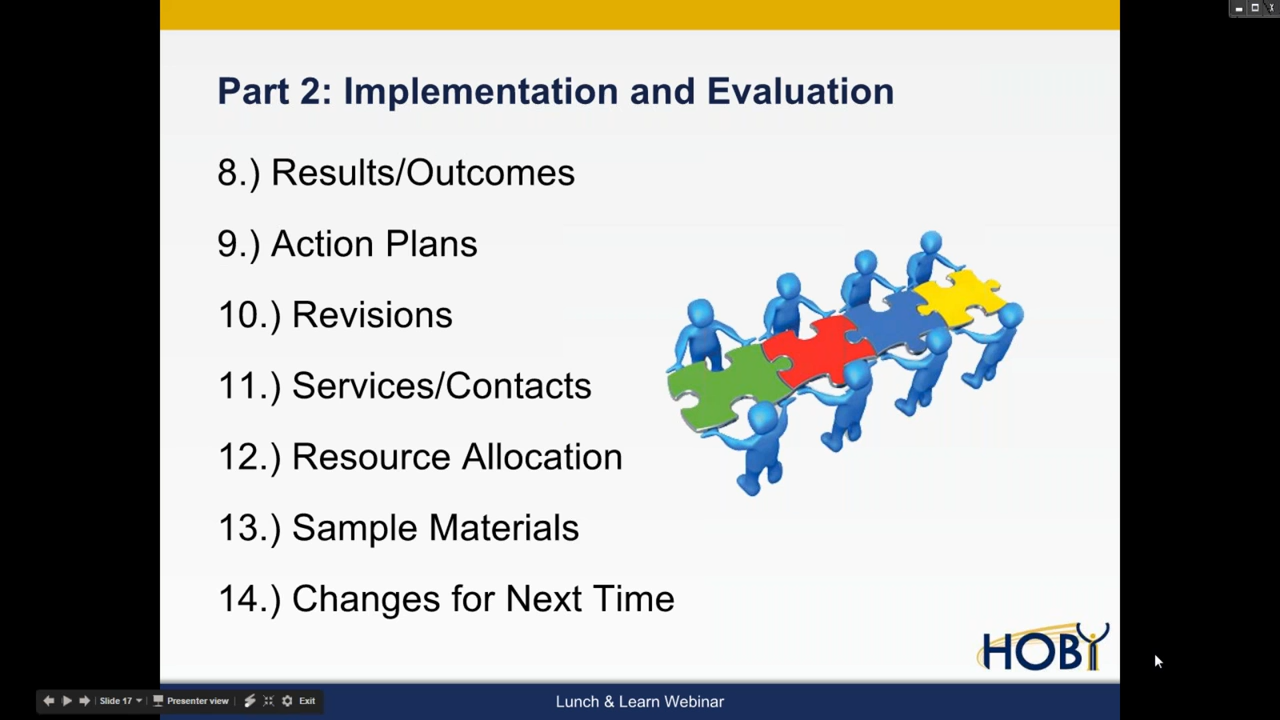 Part 2: Implementation and Evaluation
8.) Results/Outcomes
9.) Action Plans
10.) Revisions
11.) Services/Contacts
12.) Resource Allocation
13.) Sample Materials
14.) Changes for Next Time
HOBY
Slide 17 Presenter view Exit
Lunch & Learn Webinar